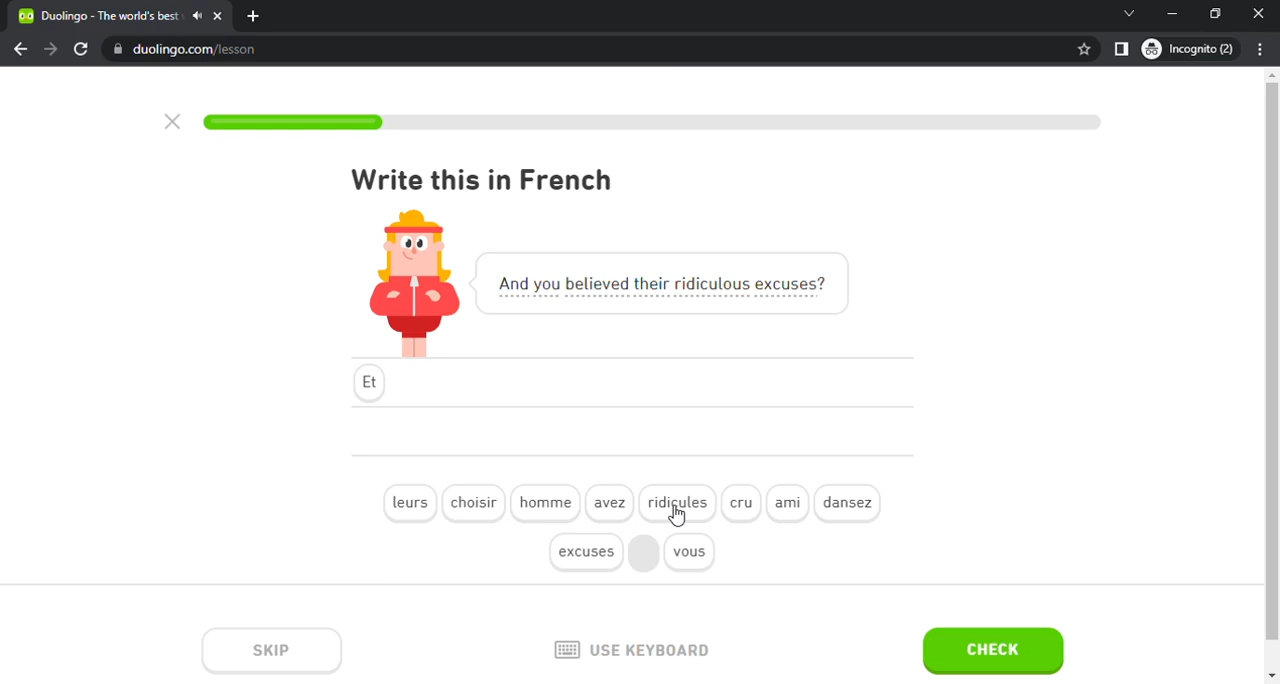 Duolingo - The world's best
duolingo.com/lesson
Incognito (2)
Write this in French
And you believed their ridiculous excuses?
Et
leurs choisir homme avez ridicules cru ami dansez
excuses vous
SKIP USE KEYBOARD CHECK